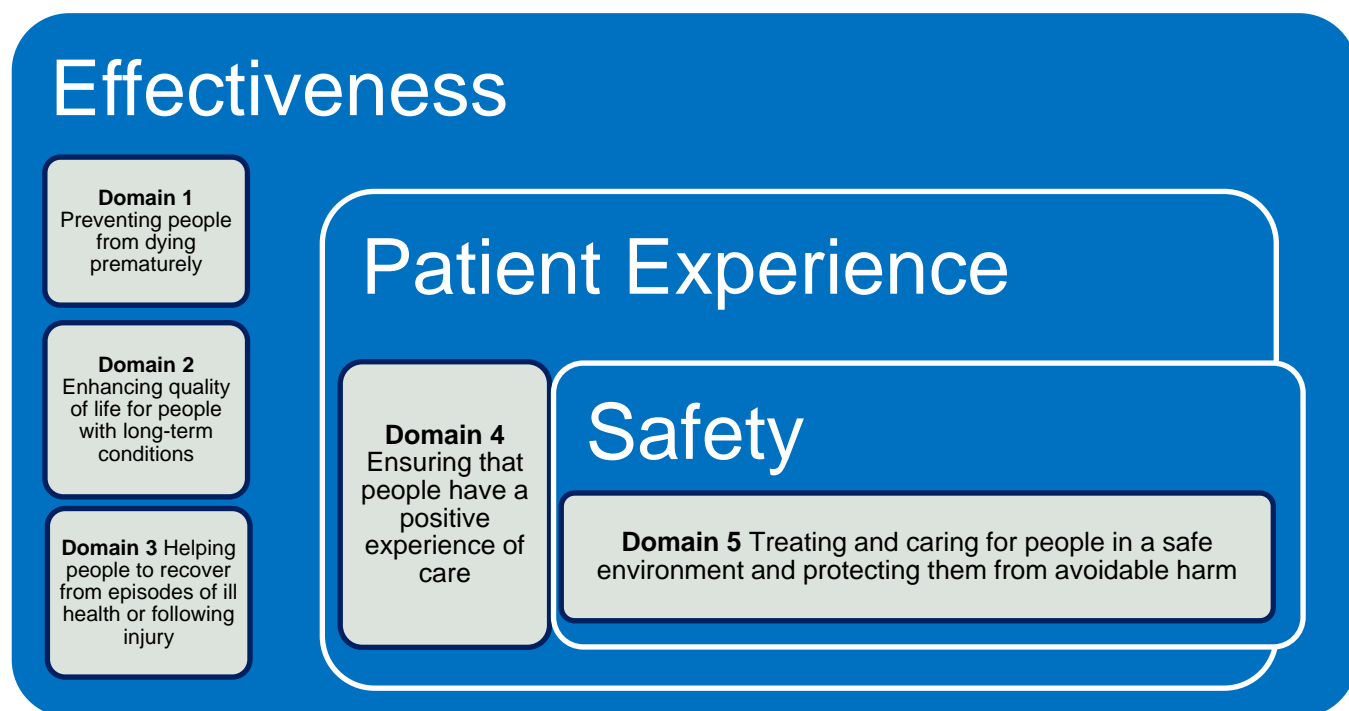 Effectiveness
Domain 1
Preventing people
from dying
prematurely
Domain 2
Enhancing quality
of life for people
with long-term
conditions
Domain 3 Helping
people to recover
from episodes of ill
health or following
injury
Patient Experience
Domain 4
Ensuring that
people have a
positive
experience of
care
Safety
Domain 5 Treating and caring for people in a safe
environment and protecting them from avoidable harm